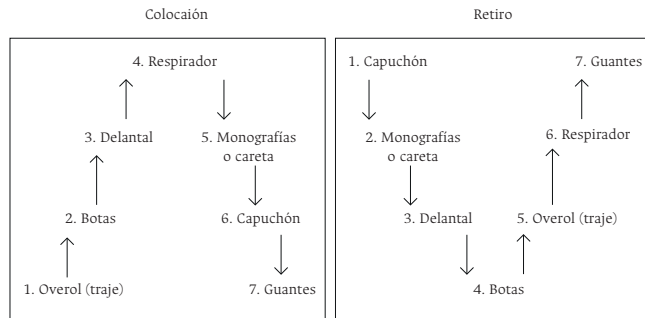 Colocaión
4. Respirador
3. Delantal
5. Monografías
o careta
2. Botas
6. Capuchón
1. Overol (traje)
7. Guantes
Retiro
1. Capuchón
7. Guantes
2. Monografías
o careta
6. Respirador
3. Delantal
5. Overol (traje)
4. Botas